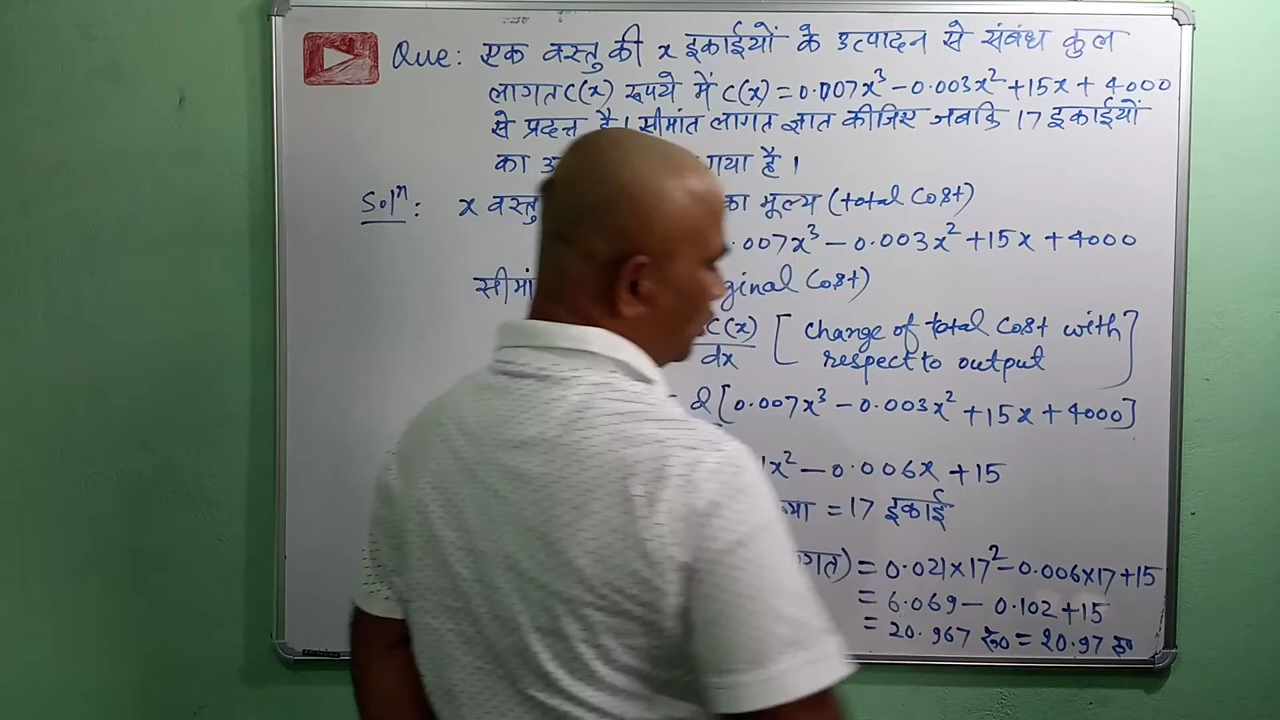 Que: एक वस्तु की x इकाईयों के उत्पादन से संबंध कुल
लागत C(x) रूपये में C(x) = 0.007x³ - 0.003x² + 15x + 4000
से प्रदत्त है। सीमांत लागत ज्ञात कीजिए जबकि 17 इकाईयों
का गया है।
Solⁿ: x वस्तु का मूल्य (total Cost)
.007x³ - 0.003x² + 15x + 4000
Cost)
C(x)/dx [change of total Cost with
respect to output]
[0.007x³ - 0.003x² + 15x + 4000]
x² - 0.006x + 15
= 17 इकाई
= 0.021×17² - 0.006×17 + 15
= 6.069 - 0.102 + 15
= 20.967 रू० = 20.97 रू०